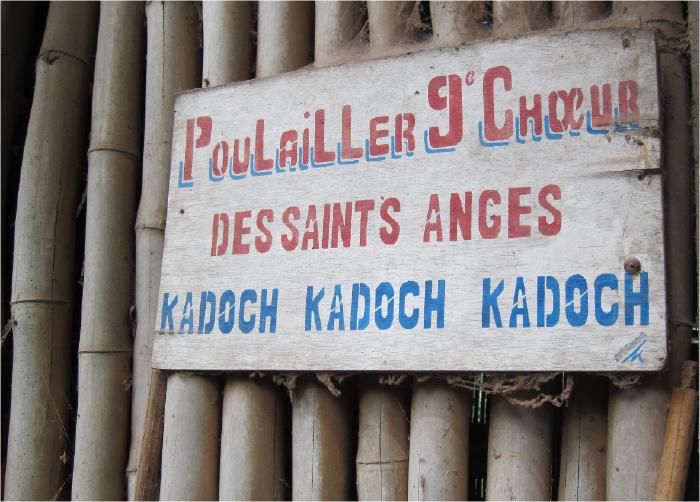 POULAILLER 9e CHŒUR
DES SAINTS ANGES
KADOCH KADOCH KADOCH